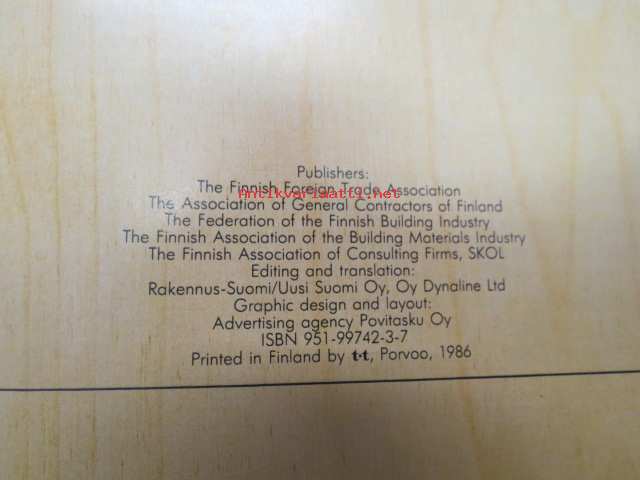 Publishers:
The Finnish Foreign Trade Association
antikvariaatti.net
The Association of General Contractors of Finland
The Federation of the Finnish Building Industry
The Finnish Association of the Building Materials Industry
The Finnish Association of Consulting Firms, SKOL
Editing and translation:
Rakennus-Suomi/Uusi Suomi Oy, Oy Dynaline Ltd
Graphic design and layout:
Advertising agency Povitasku Oy
ISBN 951-99742-3-7
Printed in Finland by t·t, Porvoo, 1986